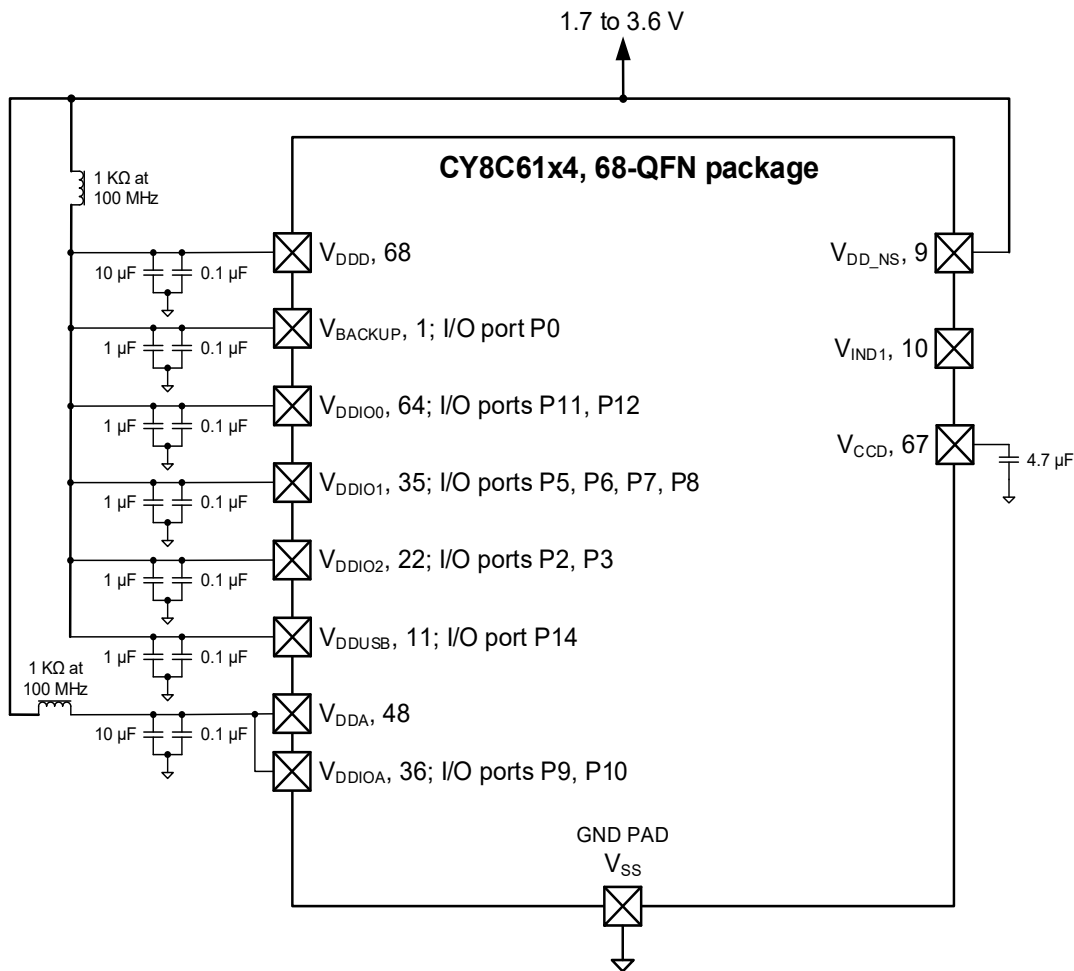 1.7 to 3.6 V
CY8C61x4, 68-QFN package
1 KΩ at
100 MHz
10 µF
0.1 µF
VDDD, 68
VDD_NS, 9
1 µF
0.1 µF
VBACKUP, 1; I/O port P0
VIND1, 10
1 µF
0.1 µF
VDDIO0, 64; I/O ports P11, P12
VCCD, 67
4.7 µF
1 µF
0.1 µF
VDDIO1, 35; I/O ports P5, P6, P7, P8
1 µF
0.1 µF
VDDIO2, 22; I/O ports P2, P3
1 µF
0.1 µF
VDDUSB, 11; I/O port P14
1 KΩ at
100 MHz
10 µF
0.1 µF
VDDA, 48
VDDIOA, 36; I/O ports P9, P10
GND PAD
VSS